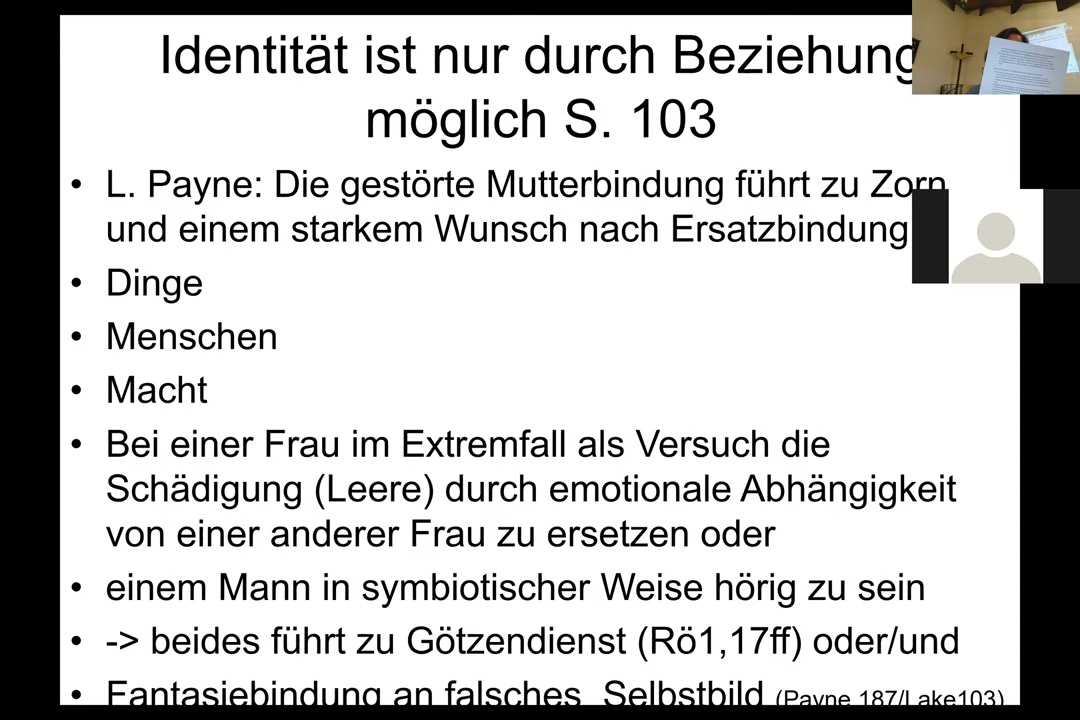 Identität ist nur durch Beziehung
möglich S. 103
• L. Payne: Die gestörte Mutterbindung führt zu Zorn
und einem starkem Wunsch nach Ersatzbindung
• Dinge
• Menschen
• Macht
• Bei einer Frau im Extremfall als Versuch die
Schädigung (Leere) durch emotionale Abhängigkeit
von einer anderer Frau zu ersetzen oder
• einem Mann in symbiotischer Weise hörig zu sein
• -> beides führt zu Götzendienst (Rö1,17ff) oder/und
• Fantasiebindung an falsches Selbstbild (Payne 187/Lake103)